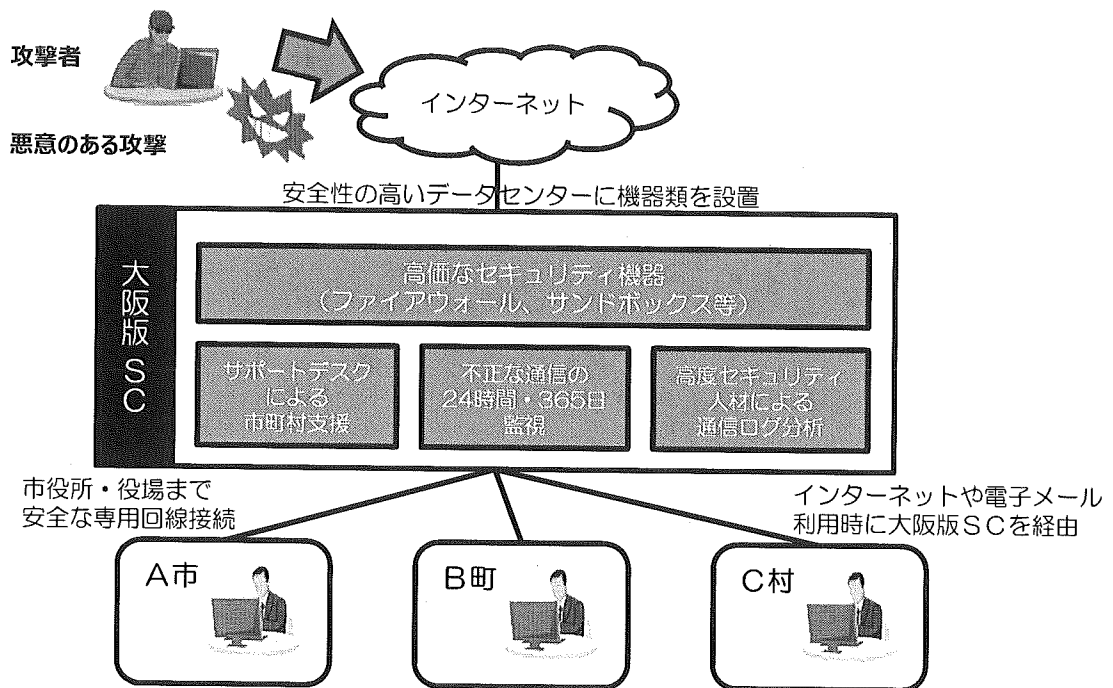 攻撃者
悪意のある攻撃
インターネット
安全性の高いデータセンターに機器類を設置
大阪版SC
高価なセキュリティ機器
（ファイアウォール、サンドボックス等）
サポートデスク
による
市町村支援
不正な通信の
24時間・365日
監視
高度セキュリティ
人材による
通信ログ分析
市役所・役場まで
安全な専用回線接続
インターネットや電子メール
利用時に大阪版SCを経由
A市
B町
C村